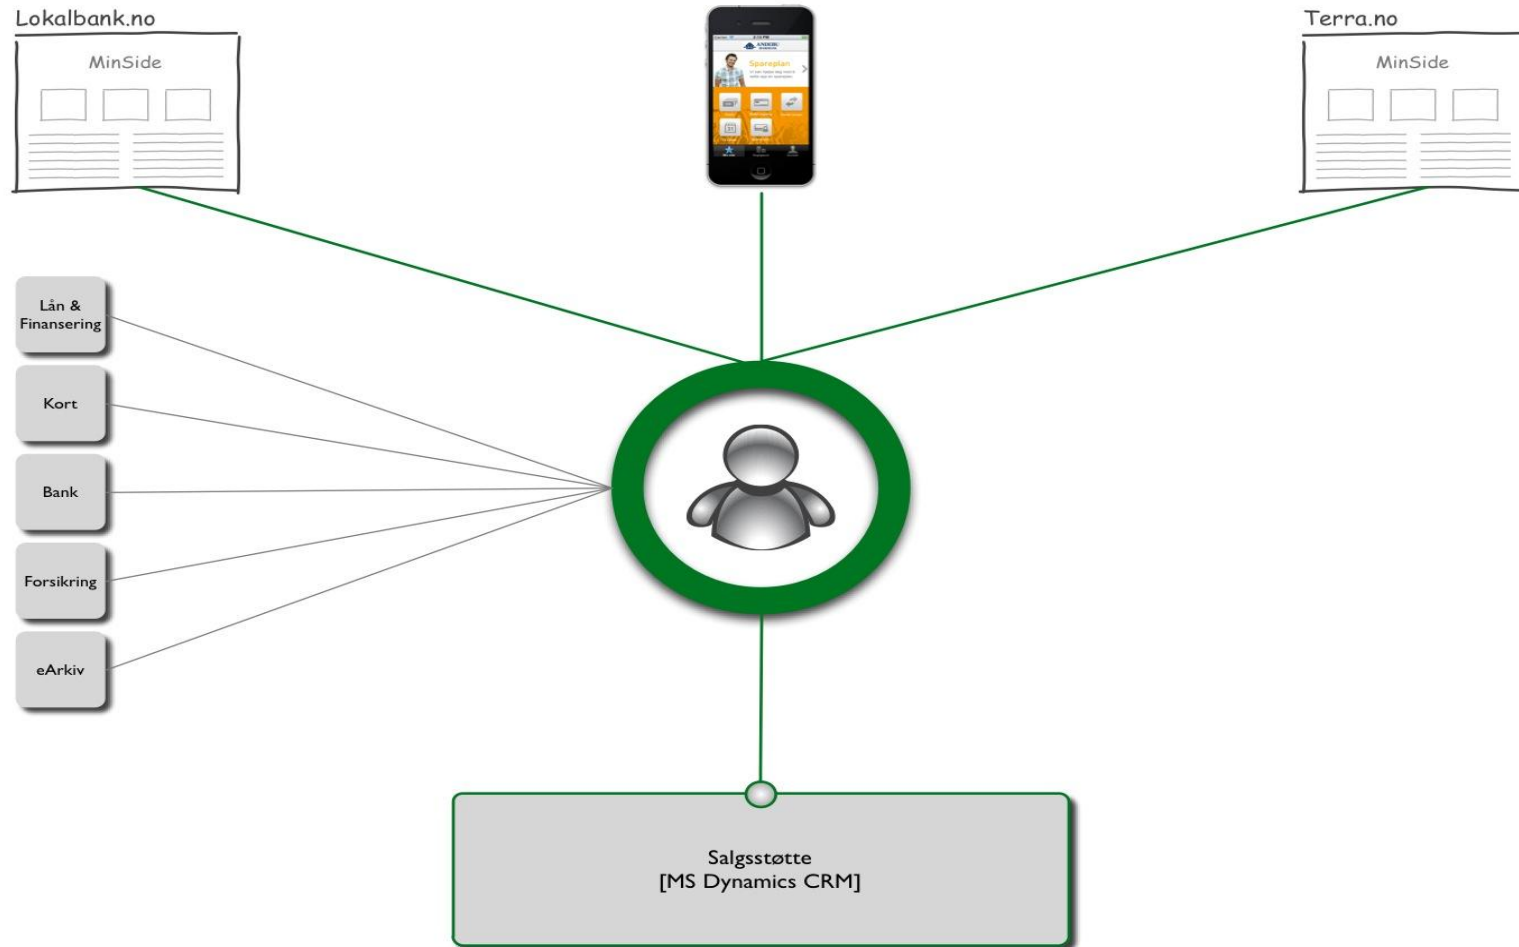 Lokalbank.no
MinSide
Spareplan
Terra.no
MinSide
Lån &
Finansering
Kort
Bank
Forsikring
eArkiv
Salgsstøtte
[MS Dynamics CRM]